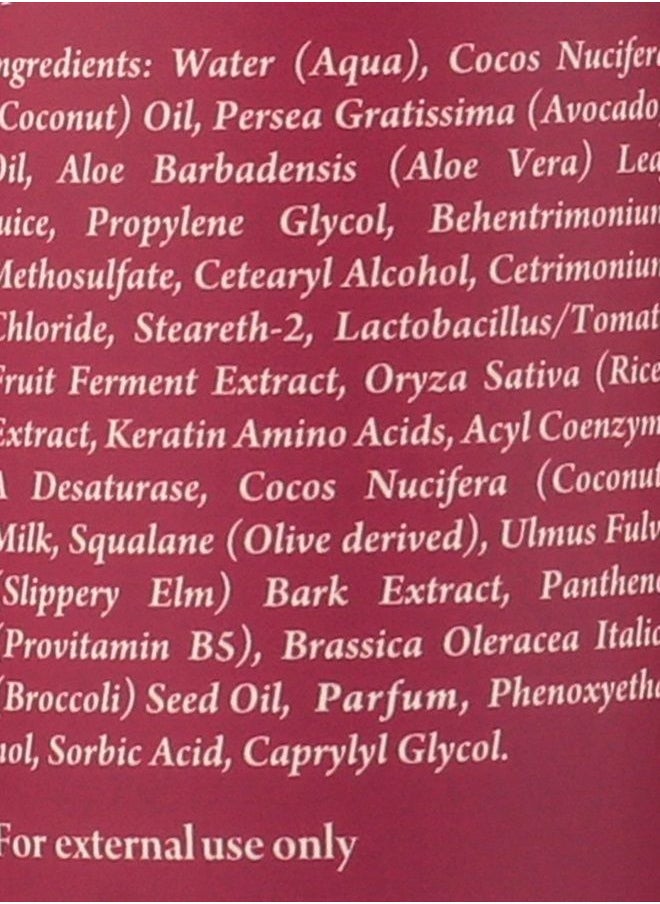 ngredients: Water (Aqua), Cocos Nucifera
(Coconut) Oil, Persea Gratissima (Avocado)
Oil, Aloe Barbadensis (Aloe Vera) Lea
uice, Propylene Glycol, Behentrimonium
Methosulfate, Cetearyl Alcohol, Cetrimonium
Chloride, Steareth-2, Lactobacillus/Tomat
Fruit Ferment Extract, Oryza Sativa (Rice
Extract, Keratin Amino Acids, Acyl Coenzym
A Desaturase, Cocos Nucifera (Coconut
Milk, Squalane (Olive derived), Ulmus Fulv
(Slippery Elm) Bark Extract, Panthen
(Provitamin B5), Brassica Oleracea Italic
(Broccoli) Seed Oil, Parfum, Phenoxyetha
nol, Sorbic Acid, Caprylyl Glycol.
For external use only